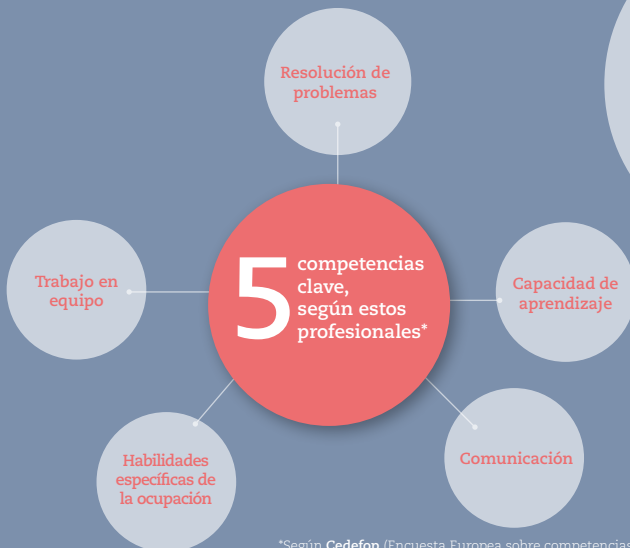 Resolución de
problemas
5
competencias
clave,
según estos
profesionales*
Trabajo en
equipo
Capacidad de
aprendizaje
Habilidades
específicas de
la ocupación
Comunicación
*Según Cedefop (Encuesta Europea sobre competencias